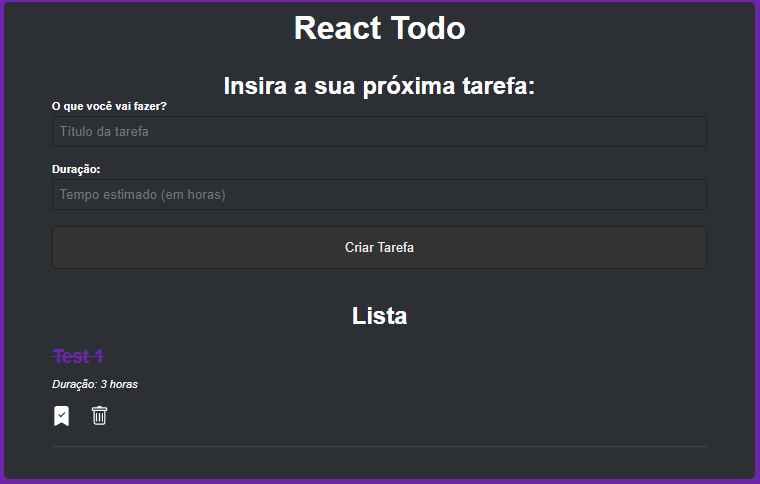 React Todo
Insira a sua próxima tarefa:
O que você vai fazer?
Título da tarefa
Duração:
Tempo estimado (em horas)
Criar Tarefa
Lista
Test 1
Duração: 3 horas